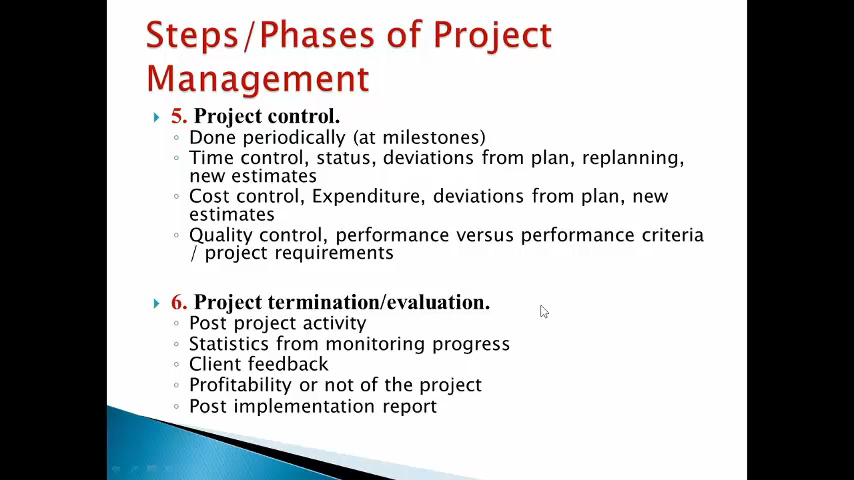 Steps/Phases of Project
Management
5. Project control.
Done periodically (at milestones)
Time control, status, deviations from plan, replanning,
new estimates
Cost control, Expenditure, deviations from plan, new
estimates
Quality control, performance versus performance criteria
/ project requirements
6. Project termination/evaluation.
Post project activity
Statistics from monitoring progress
Client feedback
Profitability or not of the project
Post implementation report